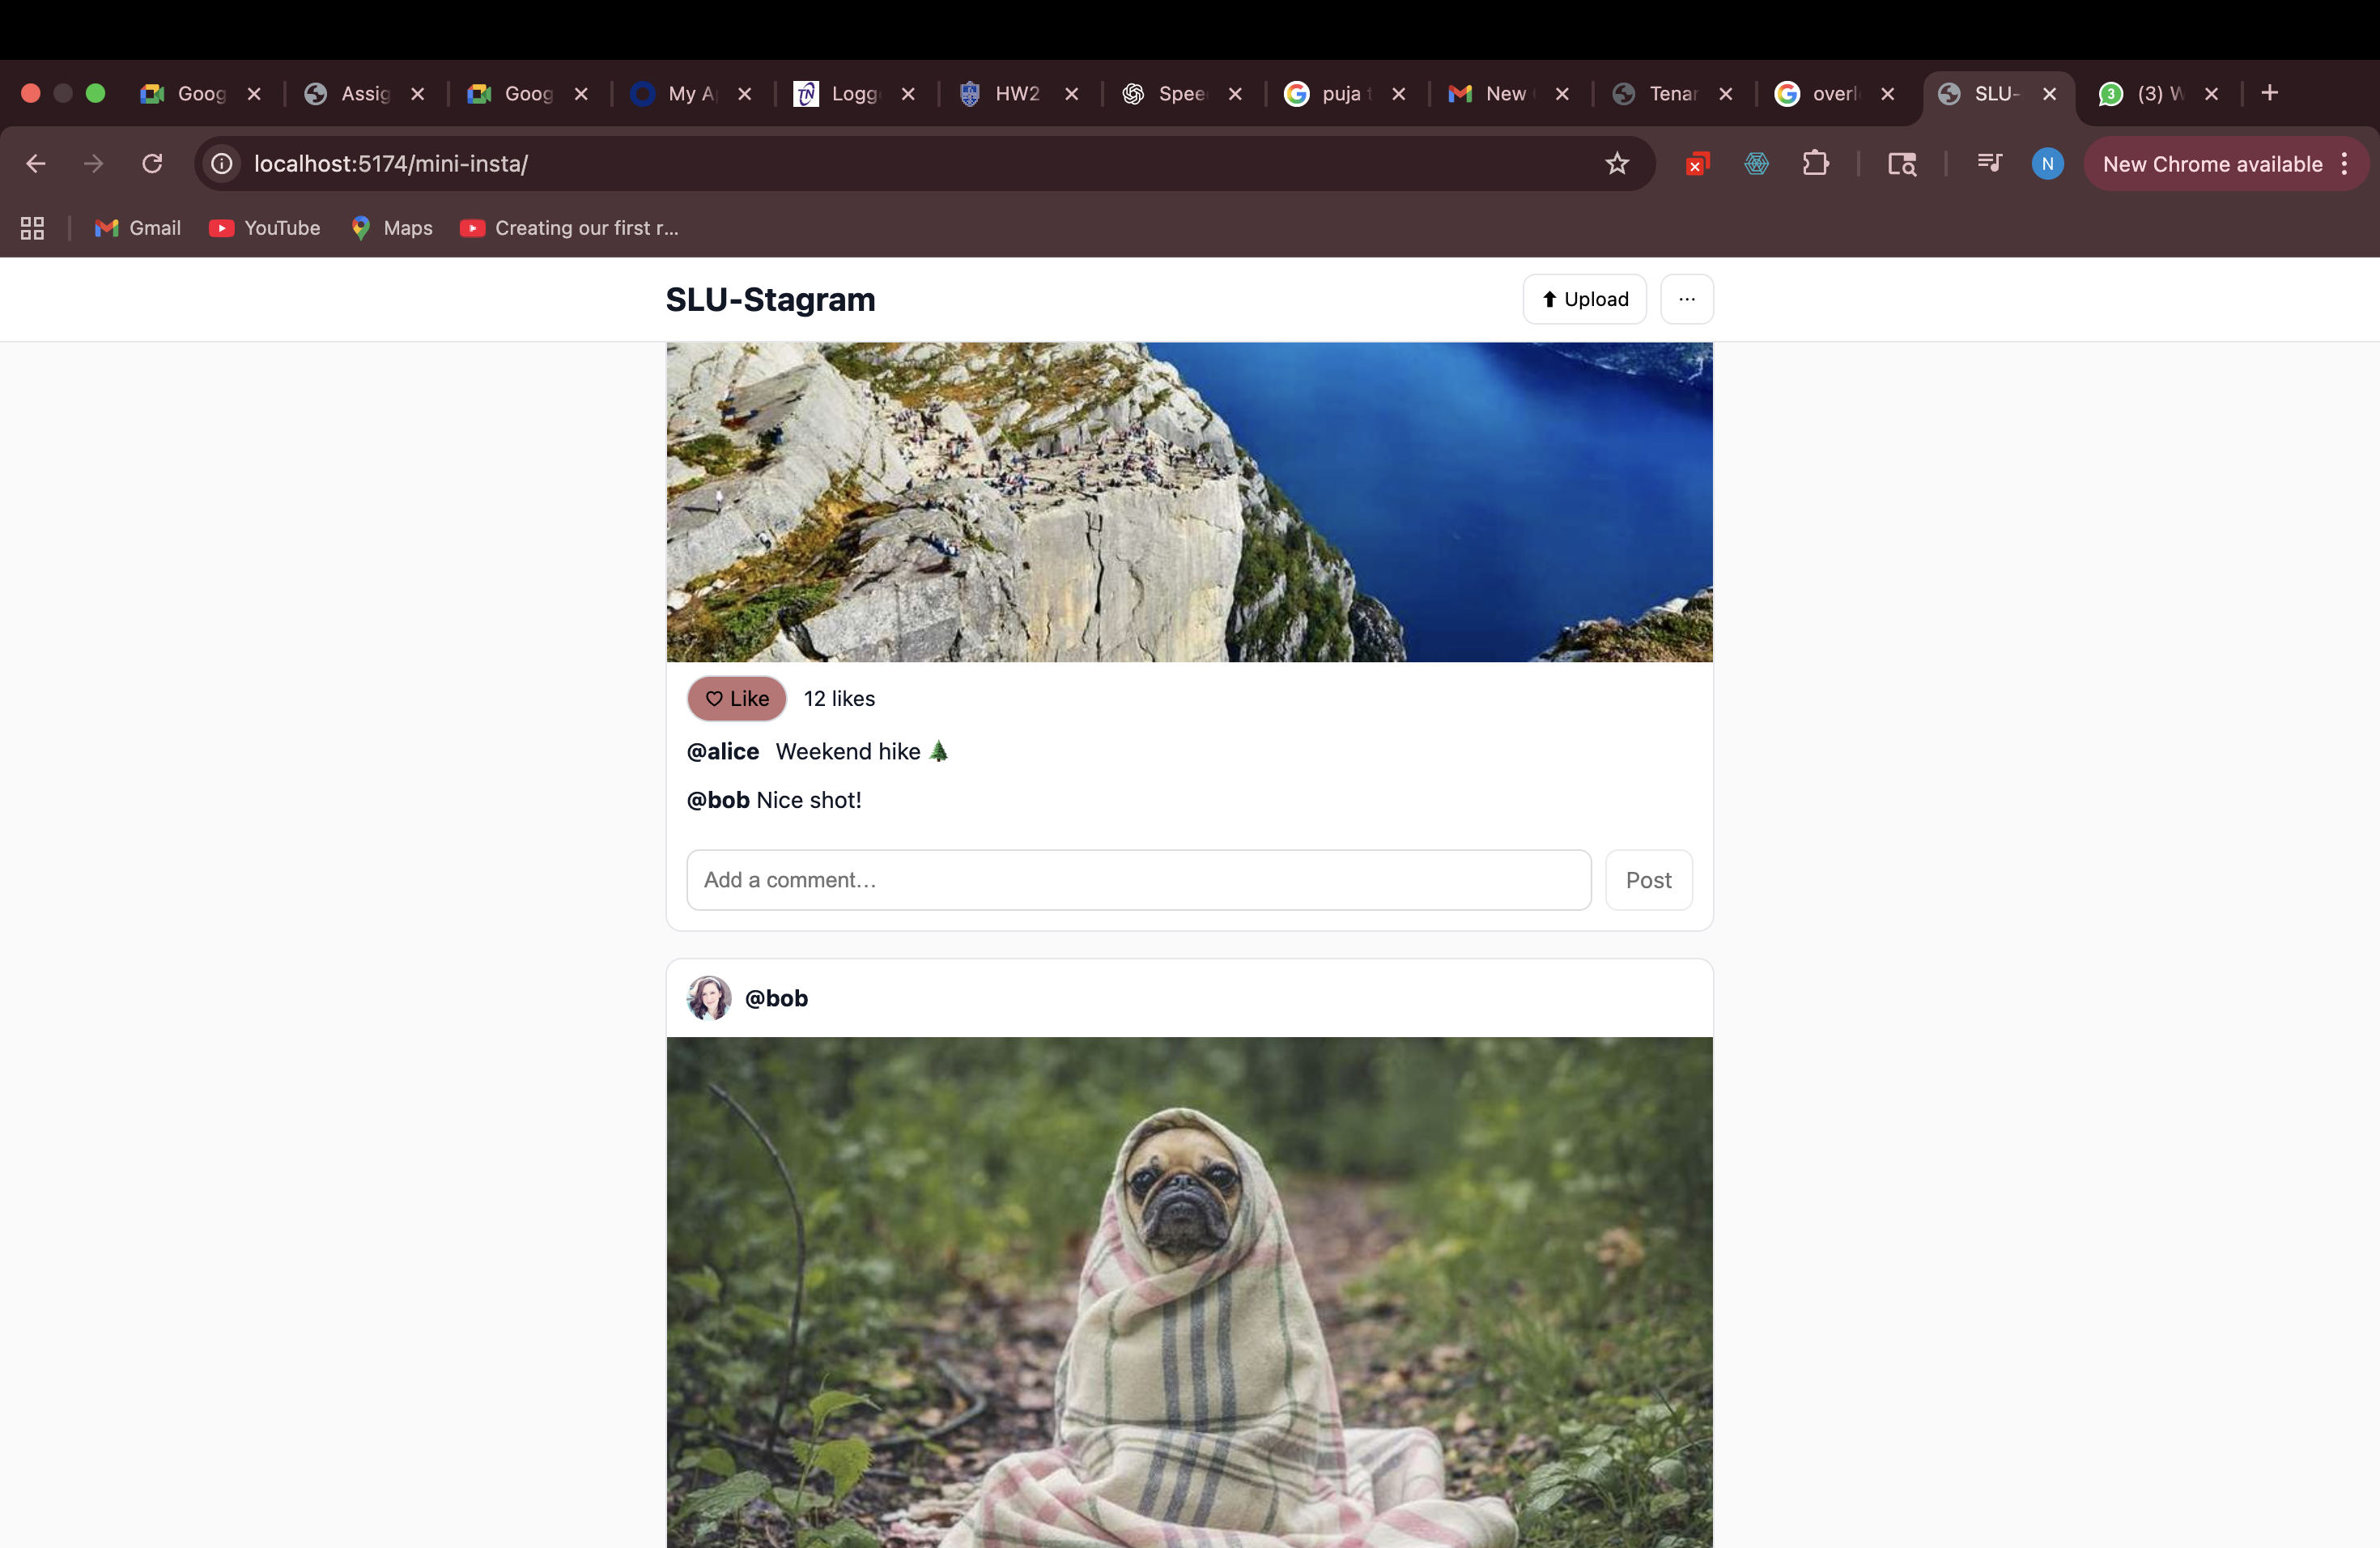 Goog
Assig
Goog
My A
Logg
HW2
Spee
puja
New
Tenar
overl
SLU-
(3) W
localhost:5174/mini-insta/
N
New Chrome available
Gmail
YouTube
Maps
Creating our first r...
SLU-Stagram
Upload
...
Like
12 likes
@alice Weekend hike 🌲
@bob Nice shot!
Add a comment...
Post
@bob